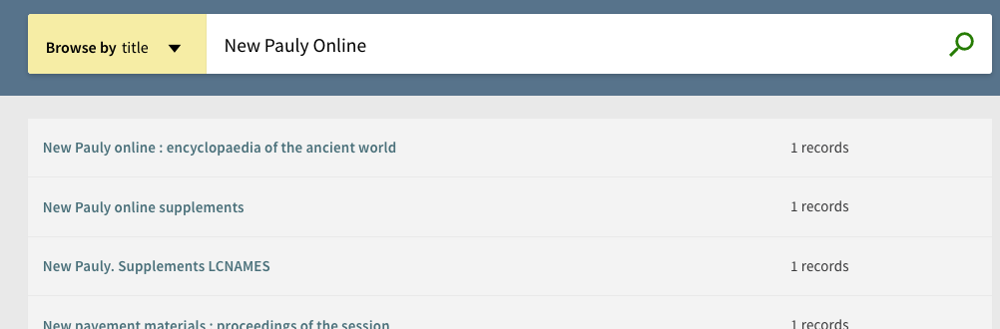 Browse by title
New Pauly Online
New Pauly online : encyclopaedia of the ancient world 1 records
New Pauly online supplements 1 records
New Pauly. Supplements LCNAMES 1 records
New pavement materials : proceedings of the session 1 records